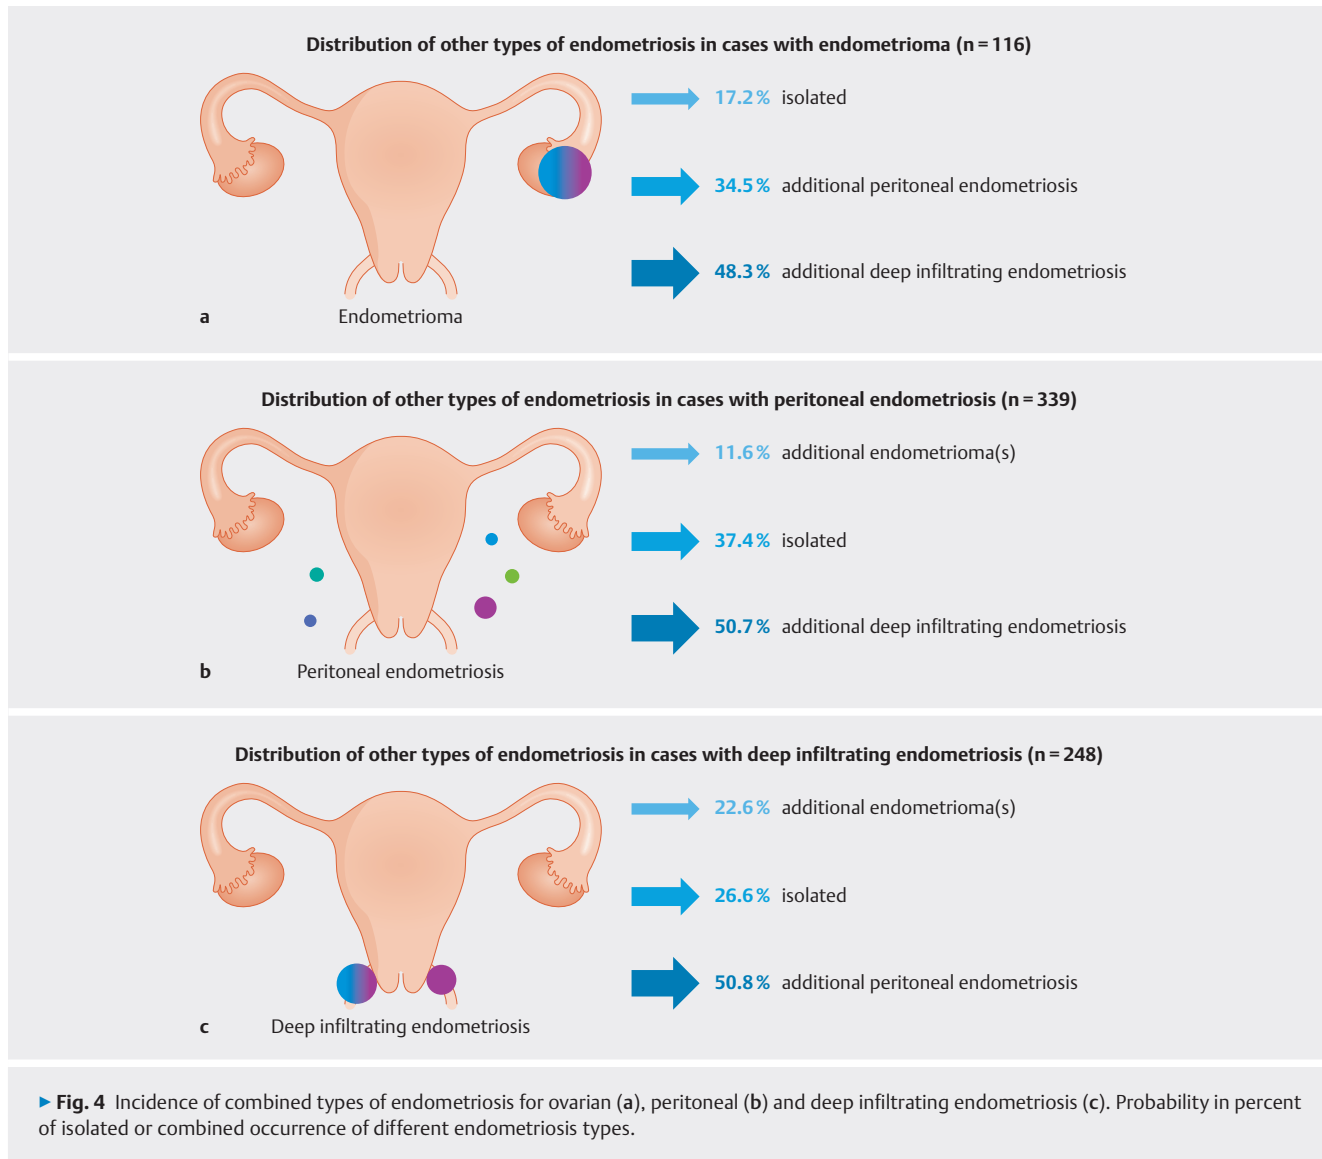 Distribution of other types of endometriosis in cases with endometrioma (n = 116)
17.2 % isolated
34.5 % additional peritoneal endometriosis
48.3 % additional deep infiltrating endometriosis
a Endometrioma
Distribution of other types of endometriosis in cases with peritoneal endometriosis (n = 339)
11.6 % additional endometrioma(s)
37.4 % isolated
50.7 % additional deep infiltrating endometriosis
b Peritoneal endometriosis
Distribution of other types of endometriosis in cases with deep infiltrating endometriosis (n = 248)
22.6 % additional endometrioma(s)
26.6 % isolated
50.8 % additional peritoneal endometriosis
c Deep infiltrating endometriosis
▶ Fig. 4 Incidence of combined types of endometriosis for ovarian (a), peritoneal (b) and deep infiltrating endometriosis (c). Probability in percent
of isolated or combined occurrence of different endometriosis types.